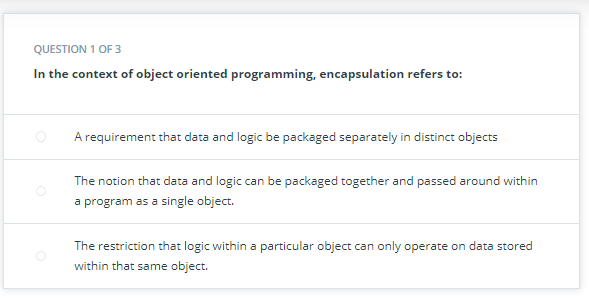 QUESTION 1 OF 3
In the context of object oriented programming, encapsulation refers to:
A requirement that data and logic be packaged separately in distinct objects
The notion that data and logic can be packaged together and passed around within
a program as a single object.
The restriction that logic within a particular object can only operate on data stored
within that same object.